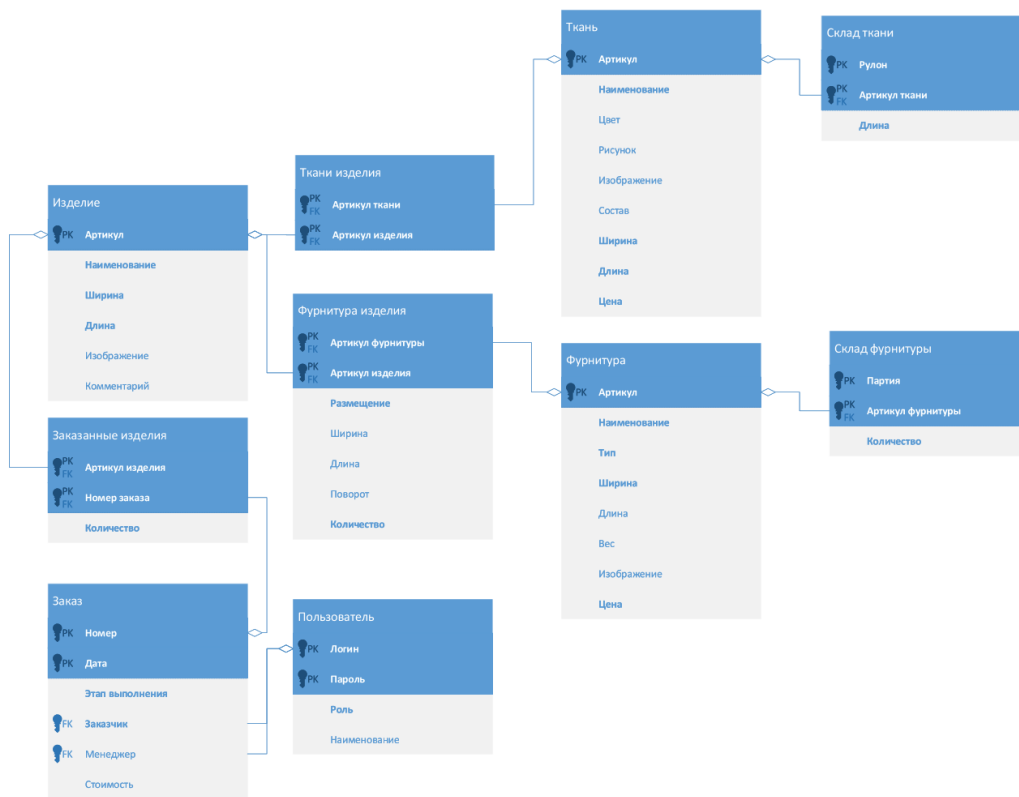 Ткань
PK Артикул
Наименование
Цвет
Рисунок
Изображение
Состав
Ширина
Длина
Цена
Склад ткани
PK Рулон
PK
FK Артикул ткани
Длина
Ткани изделия
PK
FK Артикул ткани
PK
FK Артикул изделия
Изделие
PK Артикул
Наименование
Ширина
Длина
Изображение
Комментарий
Фурнитура изделия
PK
FK Артикул фурнитуры
PK
FK Артикул изделия
Размещение
Ширина
Длина
Поворот
Количество
Фурнитура
PK Артикул
Наименование
Тип
Ширина
Длина
Вес
Изображение
Цена
Склад фурнитуры
PK Партия
PK
FK Артикул фурнитуры
Количество
Заказанные изделия
PK
FK Артикул изделия
PK
FK Номер заказа
Количество
Заказ
PK Номер
PK Дата
Этап выполнения
FK Заказчик
FK Менеджер
Стоимость
Пользователь
PK Логин
PK Пароль
Роль
Наименование